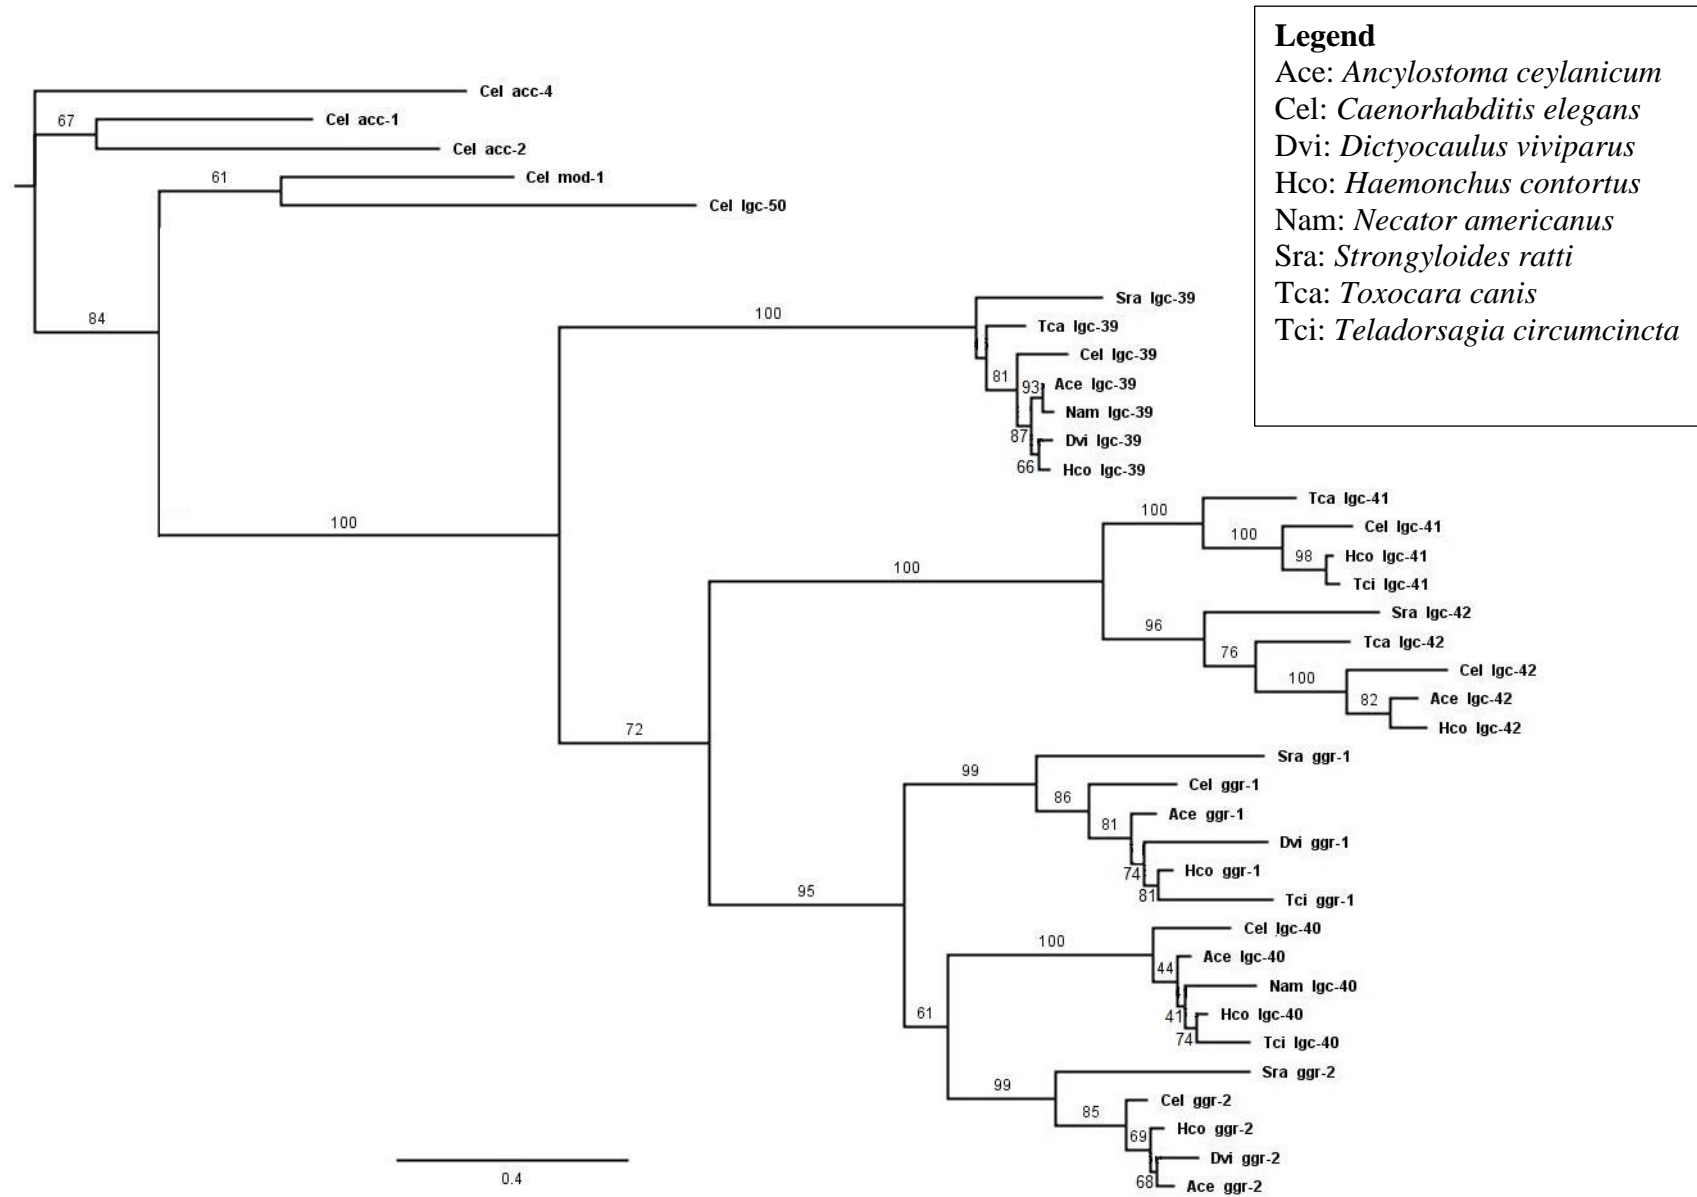 Legend
Ace: Ancylostoma ceylanicum
Cel: Caenorhabditis elegans
Dvi: Dictyocaulus viviparus
Hco: Haemonchus contortus
Nam: Necator americanus
Sra: Strongyloides ratti
Tca: Toxocara canis
Tci: Teladorsagia circumcincta
Cel acc-4
67
Cel acc-1
Cel acc-2
61
Cel mod-1
Cel lgc-50
84
100
Sra lgc-39
Tca lgc-39
Cel lgc-39
81
93
Ace lgc-39
Nam lgc-39
87
Dvi lgc-39
66
Hco lgc-39
100
100
Tca lgc-41
100
Cel lgc-41
98
Hco lgc-41
Tci lgc-41
100
96
Sra lgc-42
76
Tca lgc-42
100
Cel lgc-42
82
Ace lgc-42
Hco lgc-42
72
99
Sra ggr-1
86
Cel ggr-1
81
Ace ggr-1
Dvi ggr-1
74
Hco ggr-1
81
Tci ggr-1
95
100
Cel lgc-40
44
Ace lgc-40
Nam lgc-40
41
Hco lgc-40
74
Tci lgc-40
61
99
Sra ggr-2
85
Cel ggr-2
69
Hco ggr-2
Dvi ggr-2
68
Ace ggr-2
0.4